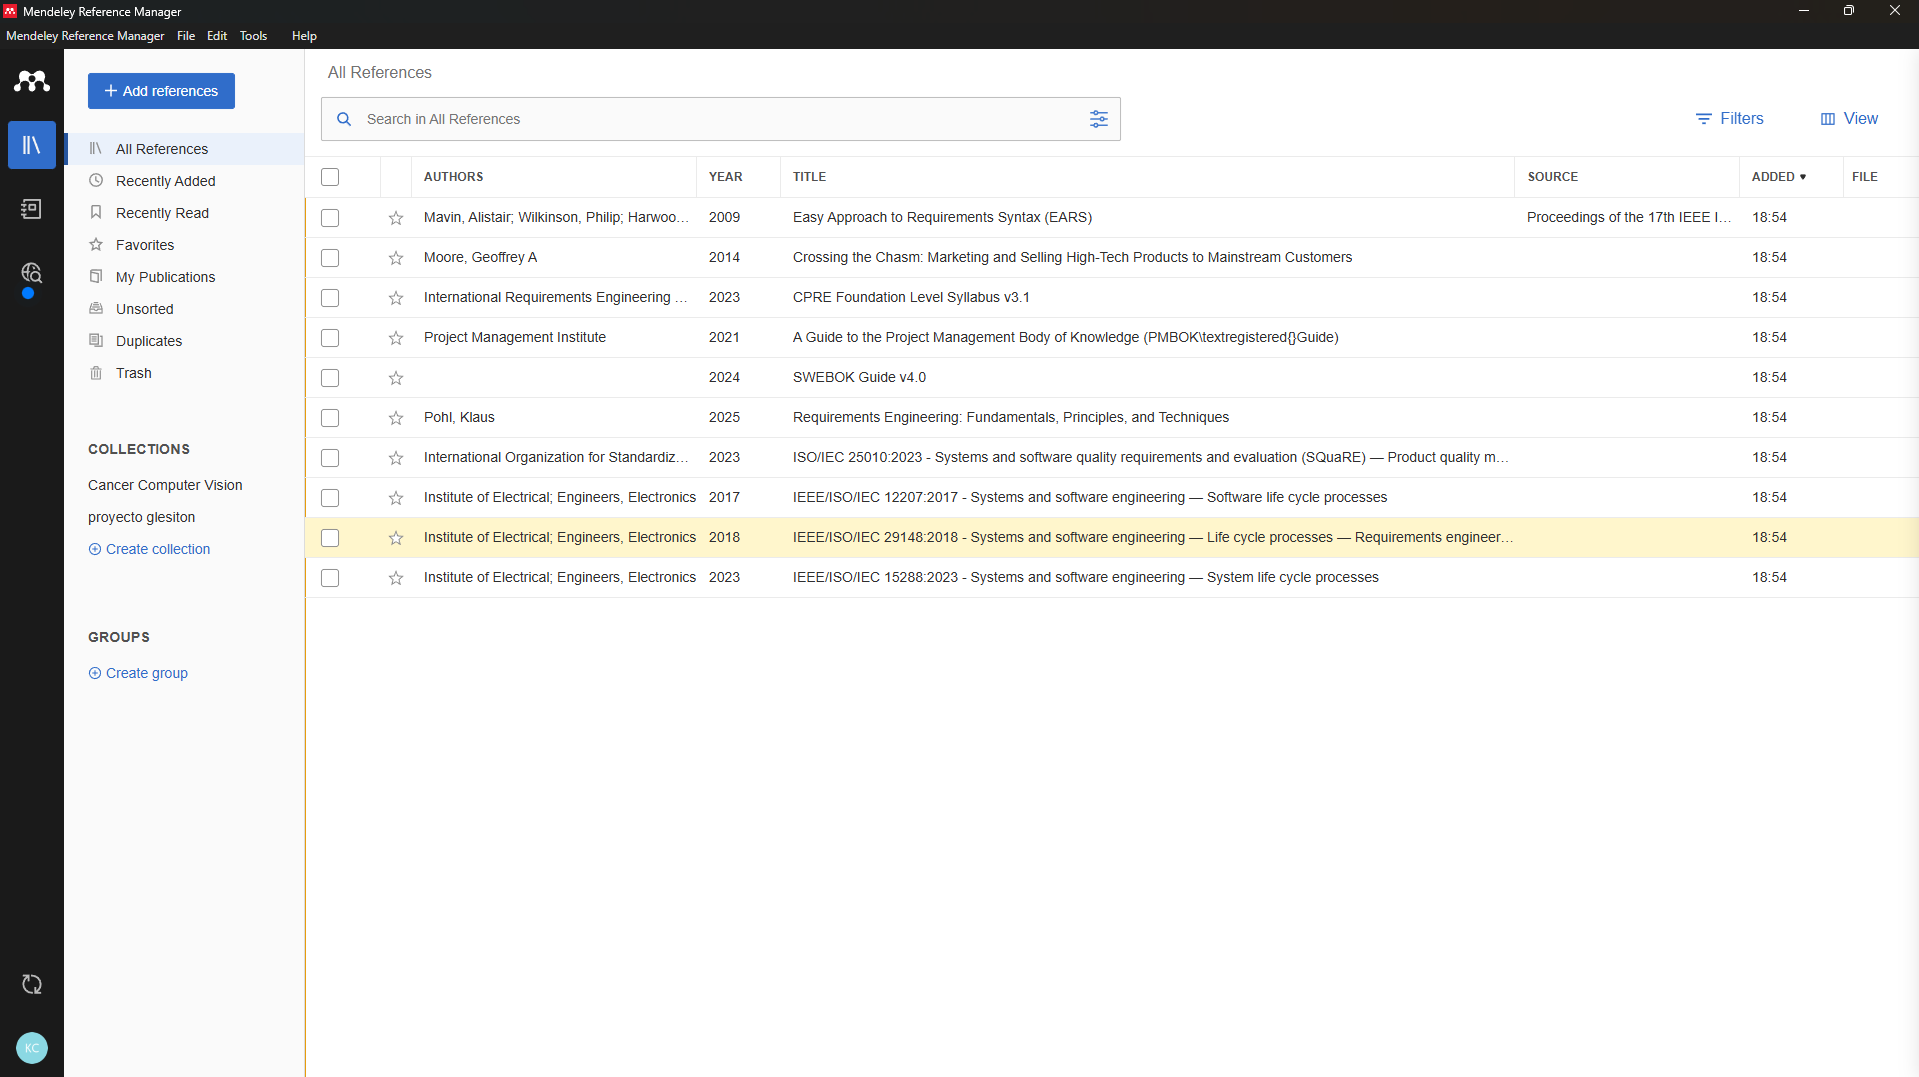 Mendeley Reference Manager
Mendeley Reference Manager File Edit Tools Help
+ Add references
All References
Recently Added
Recently Read
Favorites
My Publications
Unsorted
Duplicates
Trash
COLLECTIONS
Cancer Computer Vision
proyecto glesiton
Create collection
GROUPS
Create group
KC
All References
Search in All References
Filters
View
AUTHORS YEAR TITLE SOURCE ADDED FILE
Mavin, Alistair; Wilkinson, Philip; Harwoo... 2009 Easy Approach to Requirements Syntax (EARS) Proceedings of the 17th IEEE I... 18:54
Moore, Geoffrey A 2014 Crossing the Chasm: Marketing and Selling High-Tech Products to Mainstream Customers 18:54
International Requirements Engineering ... 2023 CPRE Foundation Level Syllabus v3.1 18:54
Project Management Institute 2021 A Guide to the Project Management Body of Knowledge (PMBOK\textregistered{}Guide) 18:54
2024 SWEBOK Guide v4.0 18:54
Pohl, Klaus 2025 Requirements Engineering: Fundamentals, Principles, and Techniques 18:54
International Organization for Standardiz... 2023 ISO/IEC 25010:2023 - Systems and software quality requirements and evaluation (SQuaRE) — Product quality m... 18:54
Institute of Electrical; Engineers, Electronics 2017 IEEE/ISO/IEC 12207:2017 - Systems and software engineering — Software life cycle processes 18:54
Institute of Electrical; Engineers, Electronics 2018 IEEE/ISO/IEC 29148:2018 - Systems and software engineering — Life cycle processes — Requirements engineer... 18:54
Institute of Electrical; Engineers, Electronics 2023 IEEE/ISO/IEC 15288:2023 - Systems and software engineering — System life cycle processes 18:54